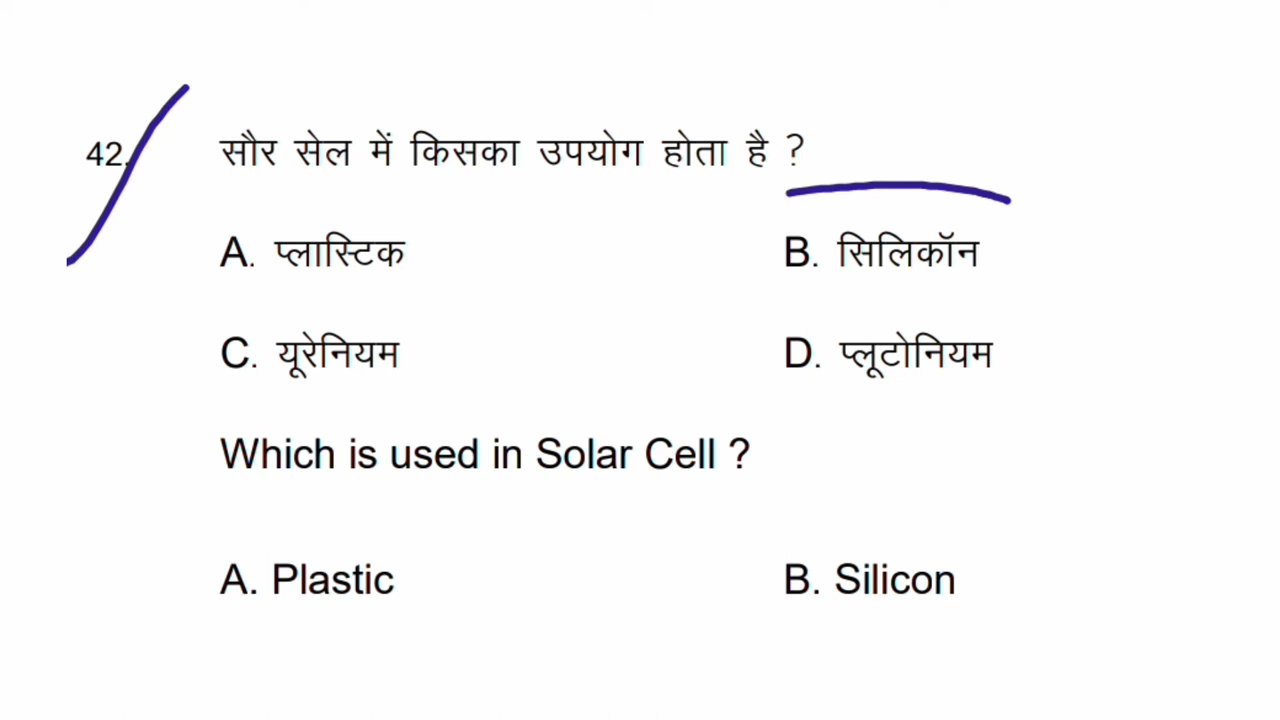 42. सौर सेल में किसका उपयोग होता है ?
A. प्लास्टिक B. सिलिकॉन
C. यूरेनियम D. प्लूटोनियम
Which is used in Solar Cell ?
A. Plastic B. Silicon